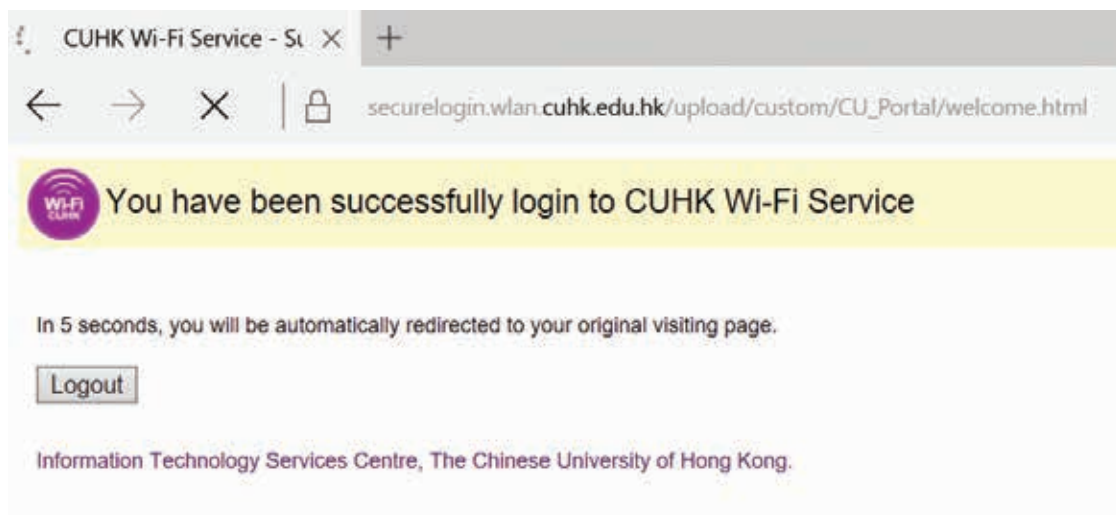 CUHK Wi-Fi Service - Su
securelogin.wlan.cuhk.edu.hk/upload/custom/CU_Portal/welcome.html
Wi-Fi
CUHK
You have been successfully login to CUHK Wi-Fi Service
In 5 seconds, you will be automatically redirected to your original visiting page.
Logout
Information Technology Services Centre, The Chinese University of Hong Kong.